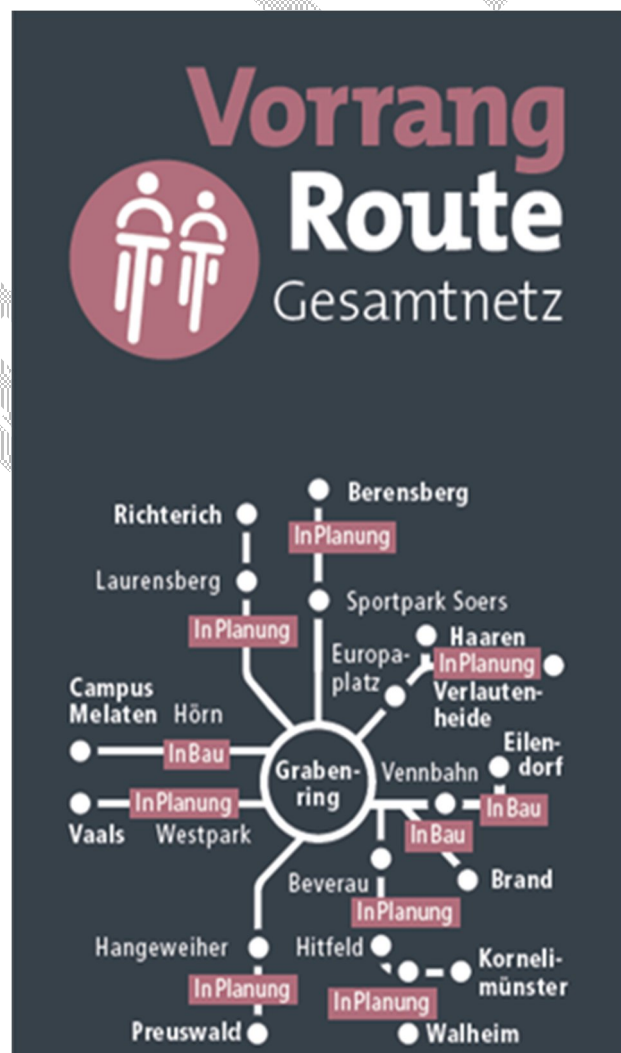 Vorrang
Route
Gesamtnetz
Berensberg
Richterich
In Planung
Laurensberg
Sportpark Soers
In Planung
Haaren
Europa-
platz
In Planung
Verlauten-
heide
Campus
Melaten Hörn
In Bau
Eilen-
dorf
Graben-
ring
Vennbahn
In Planung
In Bau
Vaals Westpark
In Bau
Beverau
Brand
In Planung
Hangeweiher
Hitfeld
Korneli-
münster
In Planung
In Planung
Preuswald
Walheim